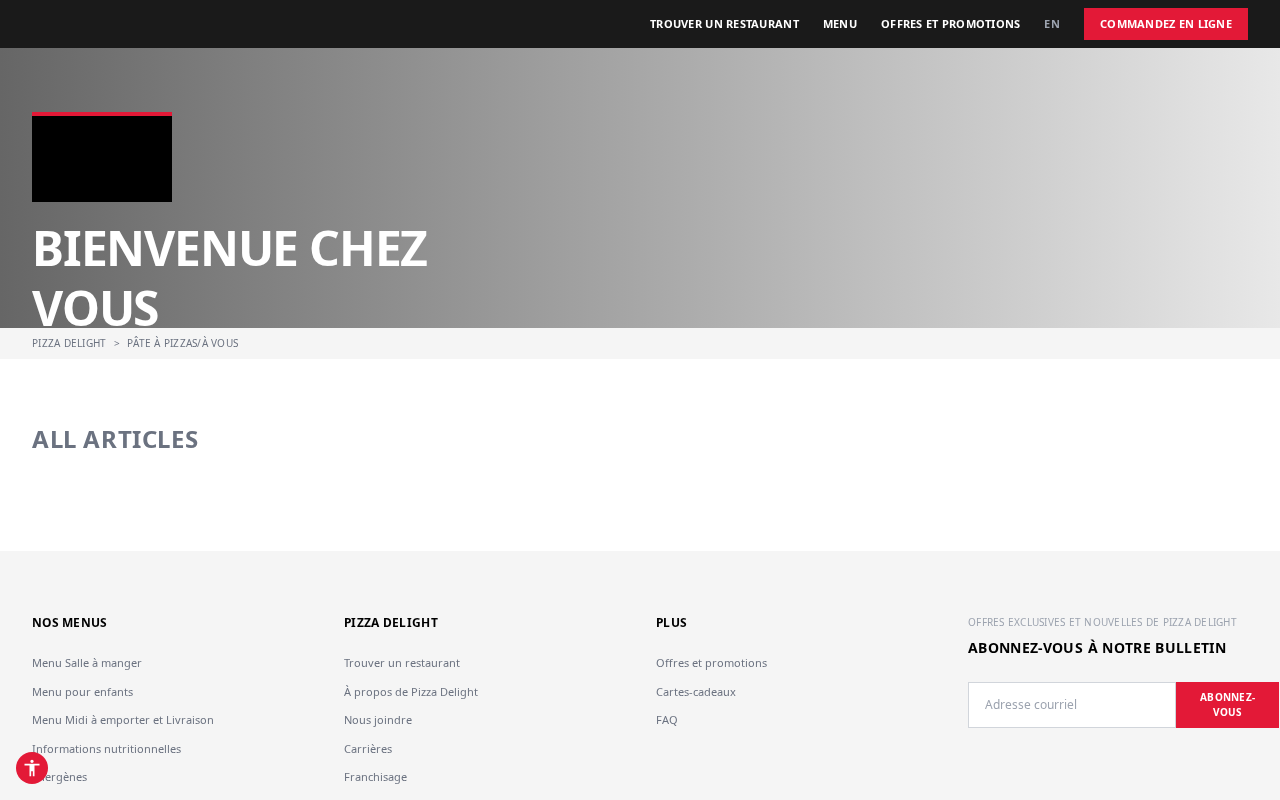 TROUVER UN RESTAURANT MENU OFFRES ET PROMOTIONS EN COMMANDEZ EN LIGNE
BIENVENUE CHEZ
VOUS
PIZZA DELIGHT > PÂTE À PIZZAS/À VOUS
ALL ARTICLES
NOS MENUS
Menu Salle à manger
Menu pour enfants
Menu Midi à emporter et Livraison
Informations nutritionnelles
PIZZA DELIGHT
Trouver un restaurant
À propos de Pizza Delight
Nous joindre
Carrières
Franchisage
PLUS
Offres et promotions
Cartes-cadeaux
FAQ
OFFRES EXCLUSIVES ET NOUVELLES DE PIZZA DELIGHT
ABONNEZ-VOUS À NOTRE BULLETIN
Adresse courriel
ABONNEZ-
VOUS